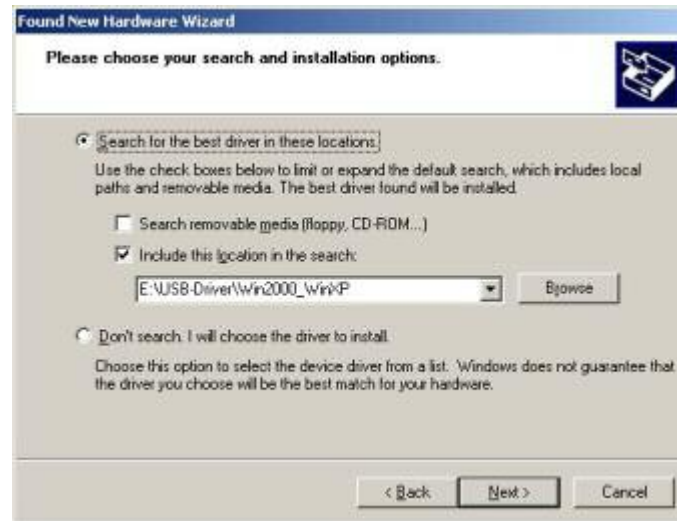 Found New Hardware Wizard
Please choose your search and installation options.
Search for the best driver in these locations.
Use the check boxes below to limit or expand the default search, which includes local
paths and removable media. The best driver found will be installed.
Search removable media (floppy, CD-ROM...)
Include this location in the search:
E:\USB-Driver\Win2000_WinXP
Browse
Don't search. I will choose the driver to install.
Choose this option to select the device driver from a list. Windows does not guarantee that
the driver you choose will be the best match for your hardware.
< Back
Next >
Cancel